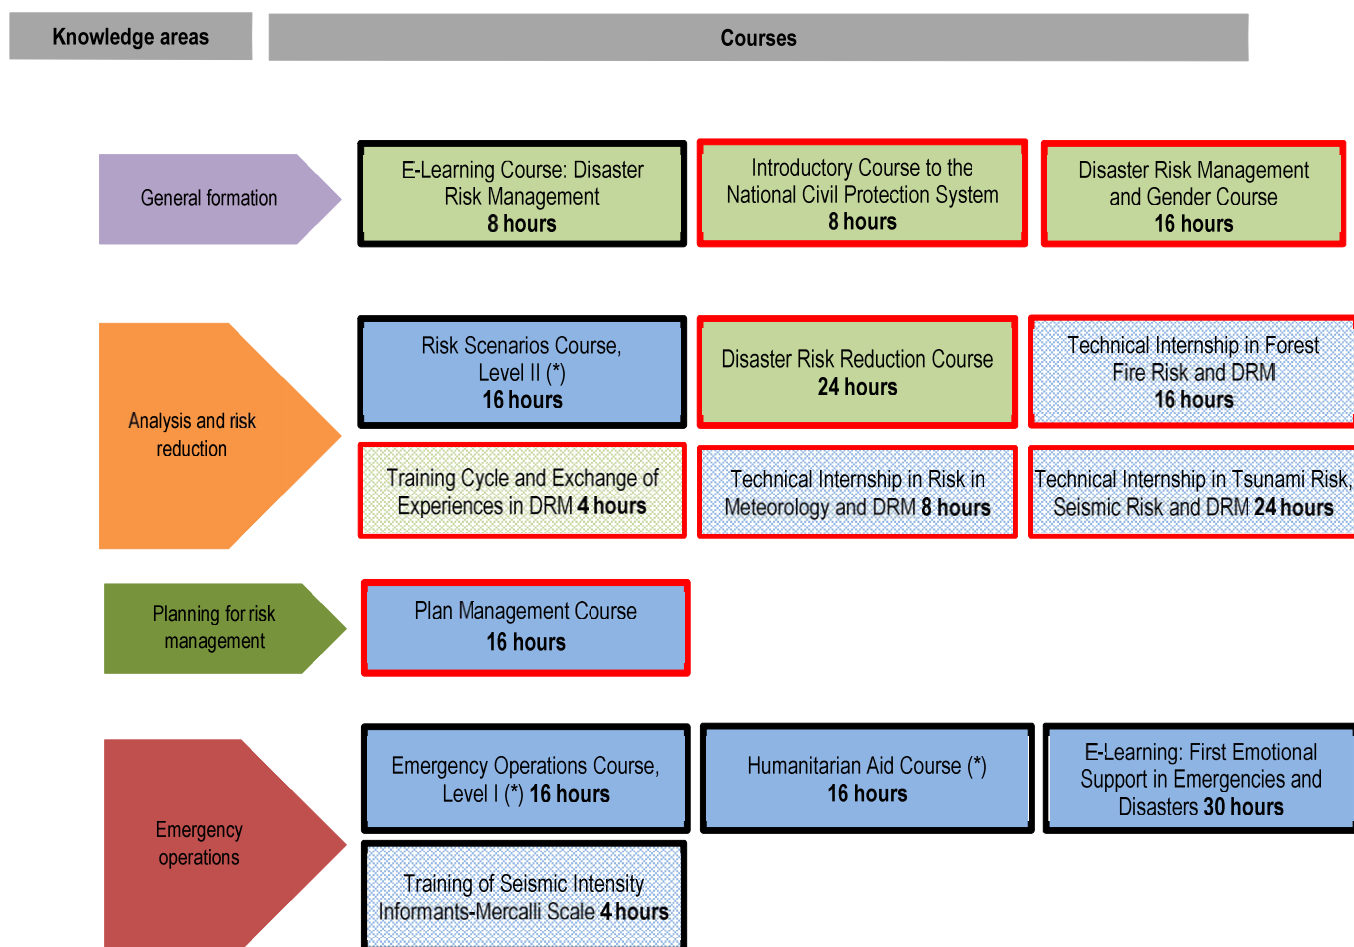 Knowledge areas
Courses
General formation
E-Learning Course: Disaster
Risk Management
8 hours
Introductory Course to the
National Civil Protection System
8 hours
Disaster Risk Management
and Gender Course
16 hours
Analysis and risk
reduction
Risk Scenarios Course,
Level II (*)
16 hours
Disaster Risk Reduction Course
24 hours
Technical Internship in Forest
Fire Risk and DRM
16 hours
Training Cycle and Exchange of
Experiences in DRM 4 hours
Technical Internship in Risk in
Meteorology and DRM 8 hours
Technical Internship in Tsunami Risk,
Seismic Risk and DRM 24 hours
Planning for risk
management
Plan Management Course
16 hours
Emergency
operations
Emergency Operations Course,
Level I (*) 16 hours
Humanitarian Aid Course (*)
16 hours
E-Learning: First Emotional
Support in Emergencies and
Disasters 30 hours
Training of Seismic Intensity
Informants-Mercalli Scale 4 hours